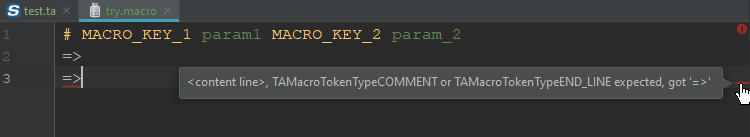 test.ta try.macro
1 # MACRO_KEY_1 param1 MACRO_KEY_2 param_2
2 =>
3 =>
<content line>, TAMacroTokenTypeCOMMENT or TAMacroTokenTypeEND_LINE expected, got '=>'